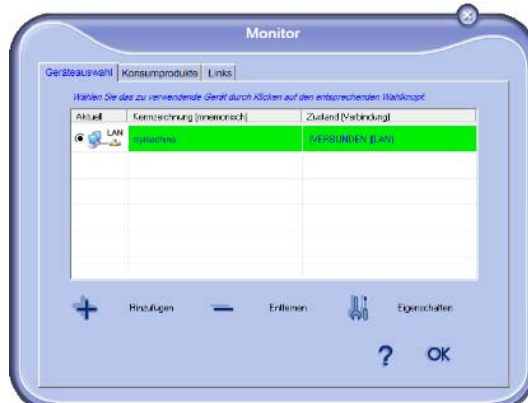 Monitor
Geräteauswahl Konsumprodukte Links
Wählen Sie das zu verwendende Gerät durch Klicken auf den entsprechenden Wahlknopf.
Aktuell Kennzeichnung (mnemonisch) Zustand (Verbindung)
LAN mymachine [VERBUNDEN ][LAN]
Hinzufügen Entfernen Eigenschaften
? OK